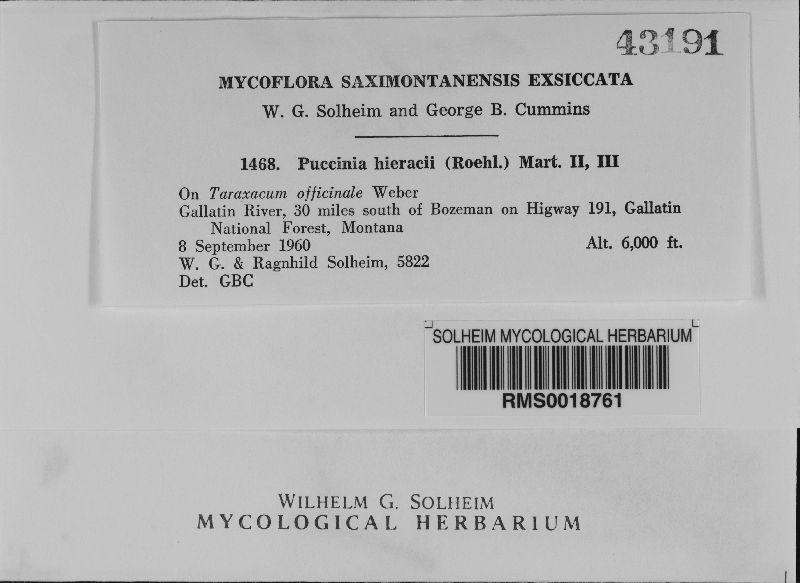 43191
MYCOFLORA SAXIMONTANENSIS EXSICCATA
W. G. Solheim and George B. Cummins
1468. Puccinia hieracii (Roehl.) Mart. II, III
On Taraxacum officinale Weber
Gallatin River, 30 miles south of Bozeman on Higway 191, Gallatin
National Forest, Montana
8 September 1960 Alt. 6,000 ft.
W. G. & Ragnhild Solheim, 5822
Det. GBC
SOLHEIM MYCOLOGICAL HERBARIUM
RMS0018761
WILHELM G. SOLHEIM
MYCOLOGICAL HERBARIUM